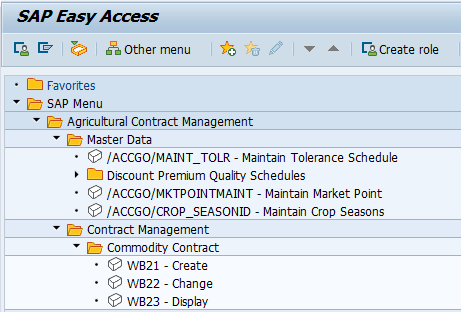 SAP Easy Access
Other menu Create role
Favorites
SAP Menu
Agricultural Contract Management
Master Data
/ACCGO/MAINT_TOLR - Maintain Tolerance Schedule
Discount Premium Quality Schedules
/ACCGO/MKTPOINTMAINT - Maintain Market Point
/ACCGO/CROP_SEASONID - Maintain Crop Seasons
Contract Management
Commodity Contract
WB21 - Create
WB22 - Change
WB23 - Display